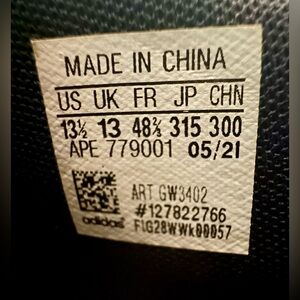 MADE IN CHINA
US UK FR JP CHN
13½ 13 48⅔ 315 300
APE 779001 05/21
ART GW3402
#127822766
adidas F1G28WWk00057